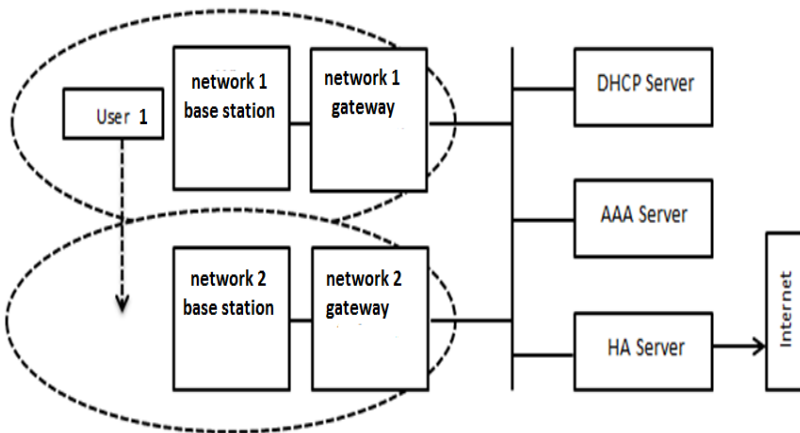 User 1
network 1
base station
network 1
gateway
network 2
base station
network 2
gateway
DHCP Server
AAA Server
HA Server
Internet